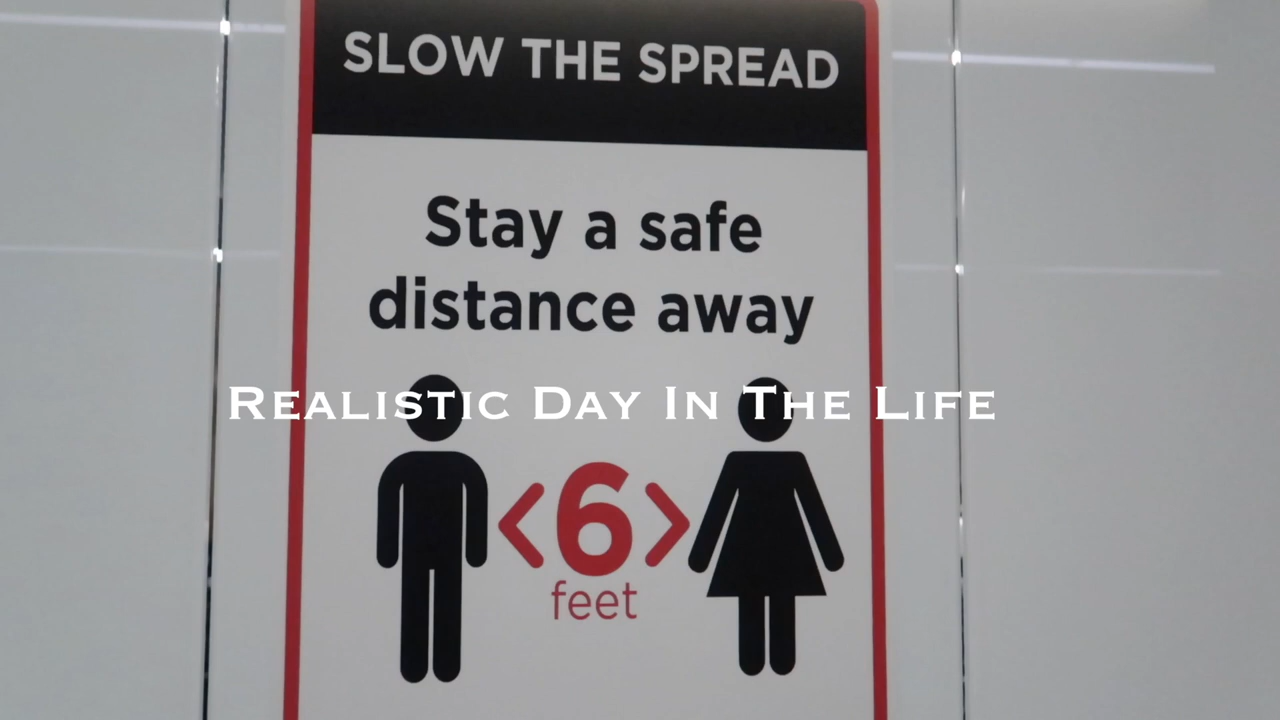 SLOW THE SPREAD
Stay a safe
distance away
Realistic Day In The Life
<6>
feet